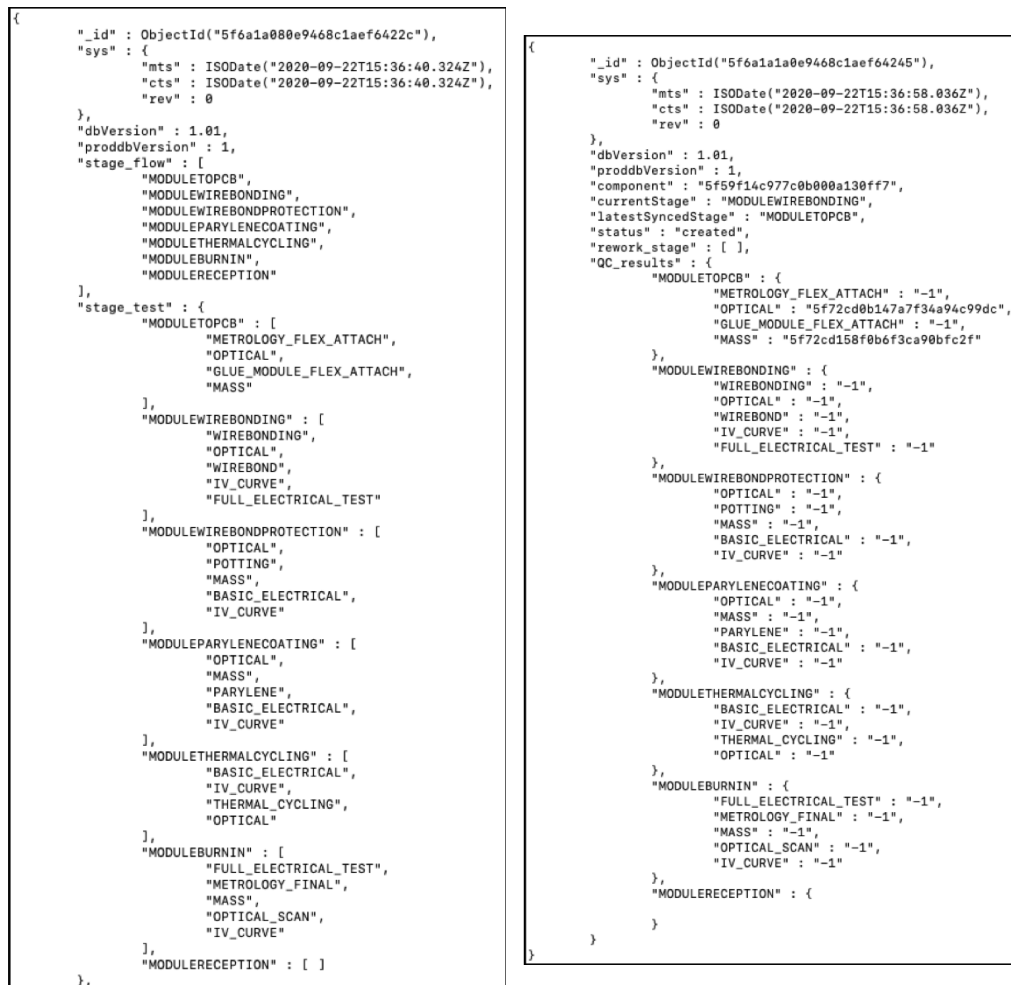 {
"_id" : ObjectId("5f6a1a080e9468c1aef6422c"),
"sys" : {
"mts" : ISODate("2020-09-22T15:36:40.324Z"),
"cts" : ISODate("2020-09-22T15:36:40.324Z"),
"rev" : 0
},
"dbVersion" : 1.01,
"proddbVersion" : 1,
"stage_flow" : [
"MODULETOPCB",
"MODULEWIREBONDING",
"MODULEWIREBONDPROTECTION",
"MODULEPARYLENECOATING",
"MODULETHERMALCYCLING",
"MODULEBURNIN",
"MODULERECEPTION"
],
"stage_test" : {
"MODULETOPCB" : [
"METROLOGY_FLEX_ATTACH",
"OPTICAL",
"GLUE_MODULE_FLEX_ATTACH",
"MASS"
],
"MODULEWIREBONDING" : [
"WIREBONDING",
"OPTICAL",
"WIREBOND",
"IV_CURVE",
"FULL_ELECTRICAL_TEST"
],
"MODULEWIREBONDPROTECTION" : [
"OPTICAL",
"POTTING",
"MASS",
"BASIC_ELECTRICAL",
"IV_CURVE"
],
"MODULEPARYLENECOATING" : [
"OPTICAL",
"MASS",
"PARYLENE",
"BASIC_ELECTRICAL",
"IV_CURVE"
],
"MODULETHERMALCYCLING" : [
"BASIC_ELECTRICAL",
"IV_CURVE",
"THERMAL_CYCLING",
"OPTICAL"
],
"MODULEBURNIN" : [
"FULL_ELECTRICAL_TEST",
"METROLOGY_FINAL",
"MASS",
"OPTICAL_SCAN",
"IV_CURVE"
],
"MODULERECEPTION" : [ ]
},
{
"_id" : ObjectId("5f6a1a1a0e9468c1aef64245"),
"sys" : {
"mts" : ISODate("2020-09-22T15:36:58.036Z"),
"cts" : ISODate("2020-09-22T15:36:58.036Z"),
"rev" : 0
},
"dbVersion" : 1.01,
"proddbVersion" : 1,
"component" : "5f59f14c977c0b000a130ff7",
"currentStage" : "MODULEWIREBONDING",
"latestSyncedStage" : "MODULETOPCB",
"status" : "created",
"rework_stage" : [ ],
"QC_results" : {
"MODULETOPCB" : {
"METROLOGY_FLEX_ATTACH" : "-1",
"OPTICAL" : "5f72cd0b147a7f34a94c99dc",
"GLUE_MODULE_FLEX_ATTACH" : "-1",
"MASS" : "5f72cd158f0b6f3ca90bfc2f"
},
"MODULEWIREBONDING" : {
"WIREBONDING" : "-1",
"OPTICAL" : "-1",
"WIREBOND" : "-1",
"IV_CURVE" : "-1",
"FULL_ELECTRICAL_TEST" : "-1"
},
"MODULEWIREBONDPROTECTION" : {
"OPTICAL" : "-1",
"POTTING" : "-1",
"MASS" : "-1",
"BASIC_ELECTRICAL" : "-1",
"IV_CURVE" : "-1"
},
"MODULEPARYLENECOATING" : {
"OPTICAL" : "-1",
"MASS" : "-1",
"PARYLENE" : "-1",
"BASIC_ELECTRICAL" : "-1",
"IV_CURVE" : "-1"
},
"MODULETHERMALCYCLING" : {
"BASIC_ELECTRICAL" : "-1",
"IV_CURVE" : "-1",
"THERMAL_CYCLING" : "-1",
"OPTICAL" : "-1"
},
"MODULEBURNIN" : {
"FULL_ELECTRICAL_TEST" : "-1",
"METROLOGY_FINAL" : "-1",
"MASS" : "-1",
"OPTICAL_SCAN" : "-1",
"IV_CURVE" : "-1"
},
"MODULERECEPTION" : {
}
}
}